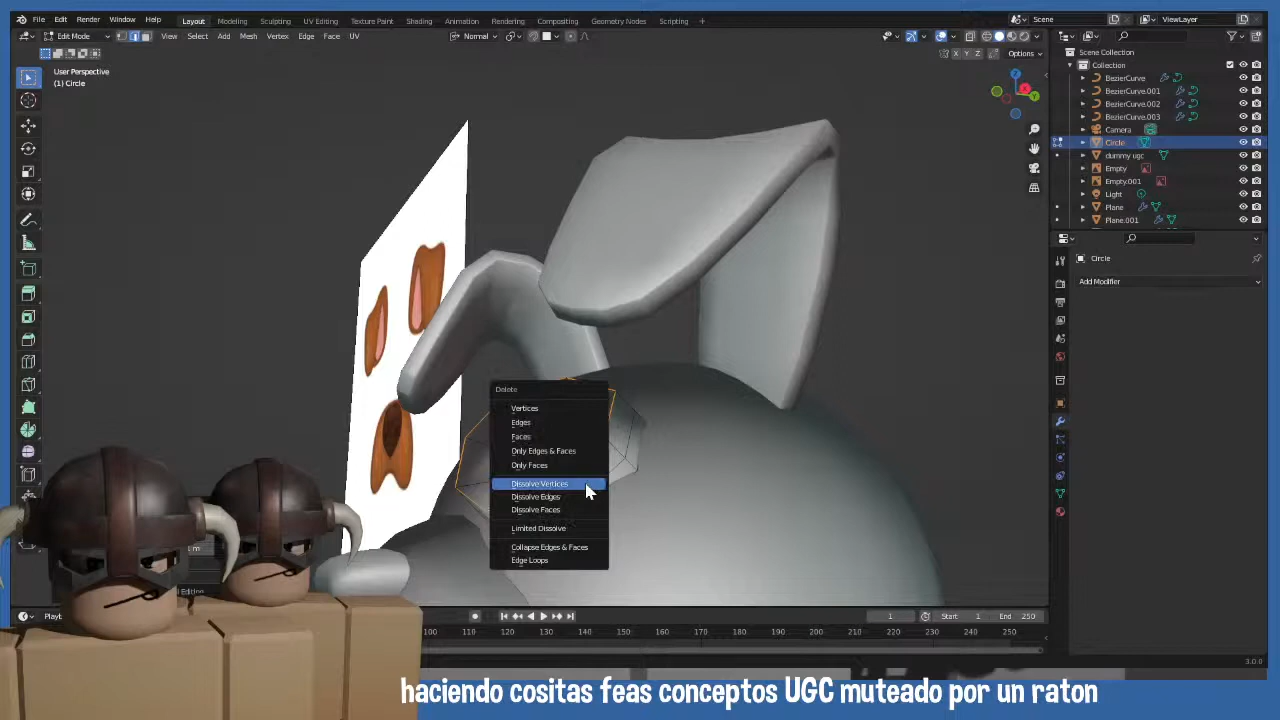 File Edit Render Window Help Layout Modeling Sculpting UV Editing Texture Paint Shading Animation Rendering Compositing Geometry Nodes Scripting + Scene ViewLayer
Edit Mode View Select Add Mesh Vertex Edge Face UV Normal
X Y Z Options
User Perspective
(1) Circle
Scene Collection
Collection
BezierCurve
BezierCurve.001
BezierCurve.002
BezierCurve.003
Camera
Circle
dummy ugc
Empty
Empty.001
Light
Plane
Plane.001
Circle
Add Modifier
Delete
Vertices
Edges
Faces
Only Edges & Faces
Only Faces
Dissolve Vertices
Dissolve Edges
Dissolve Faces
Limited Dissolve
Collapse Edges & Faces
Edge Loops
1 Start 1 End 250
100 110 120 130 140 150 160 170 180 190 200 210 220 230 240 250
3.0.0
haciendo cositas feas conceptos UGC muteado por un raton